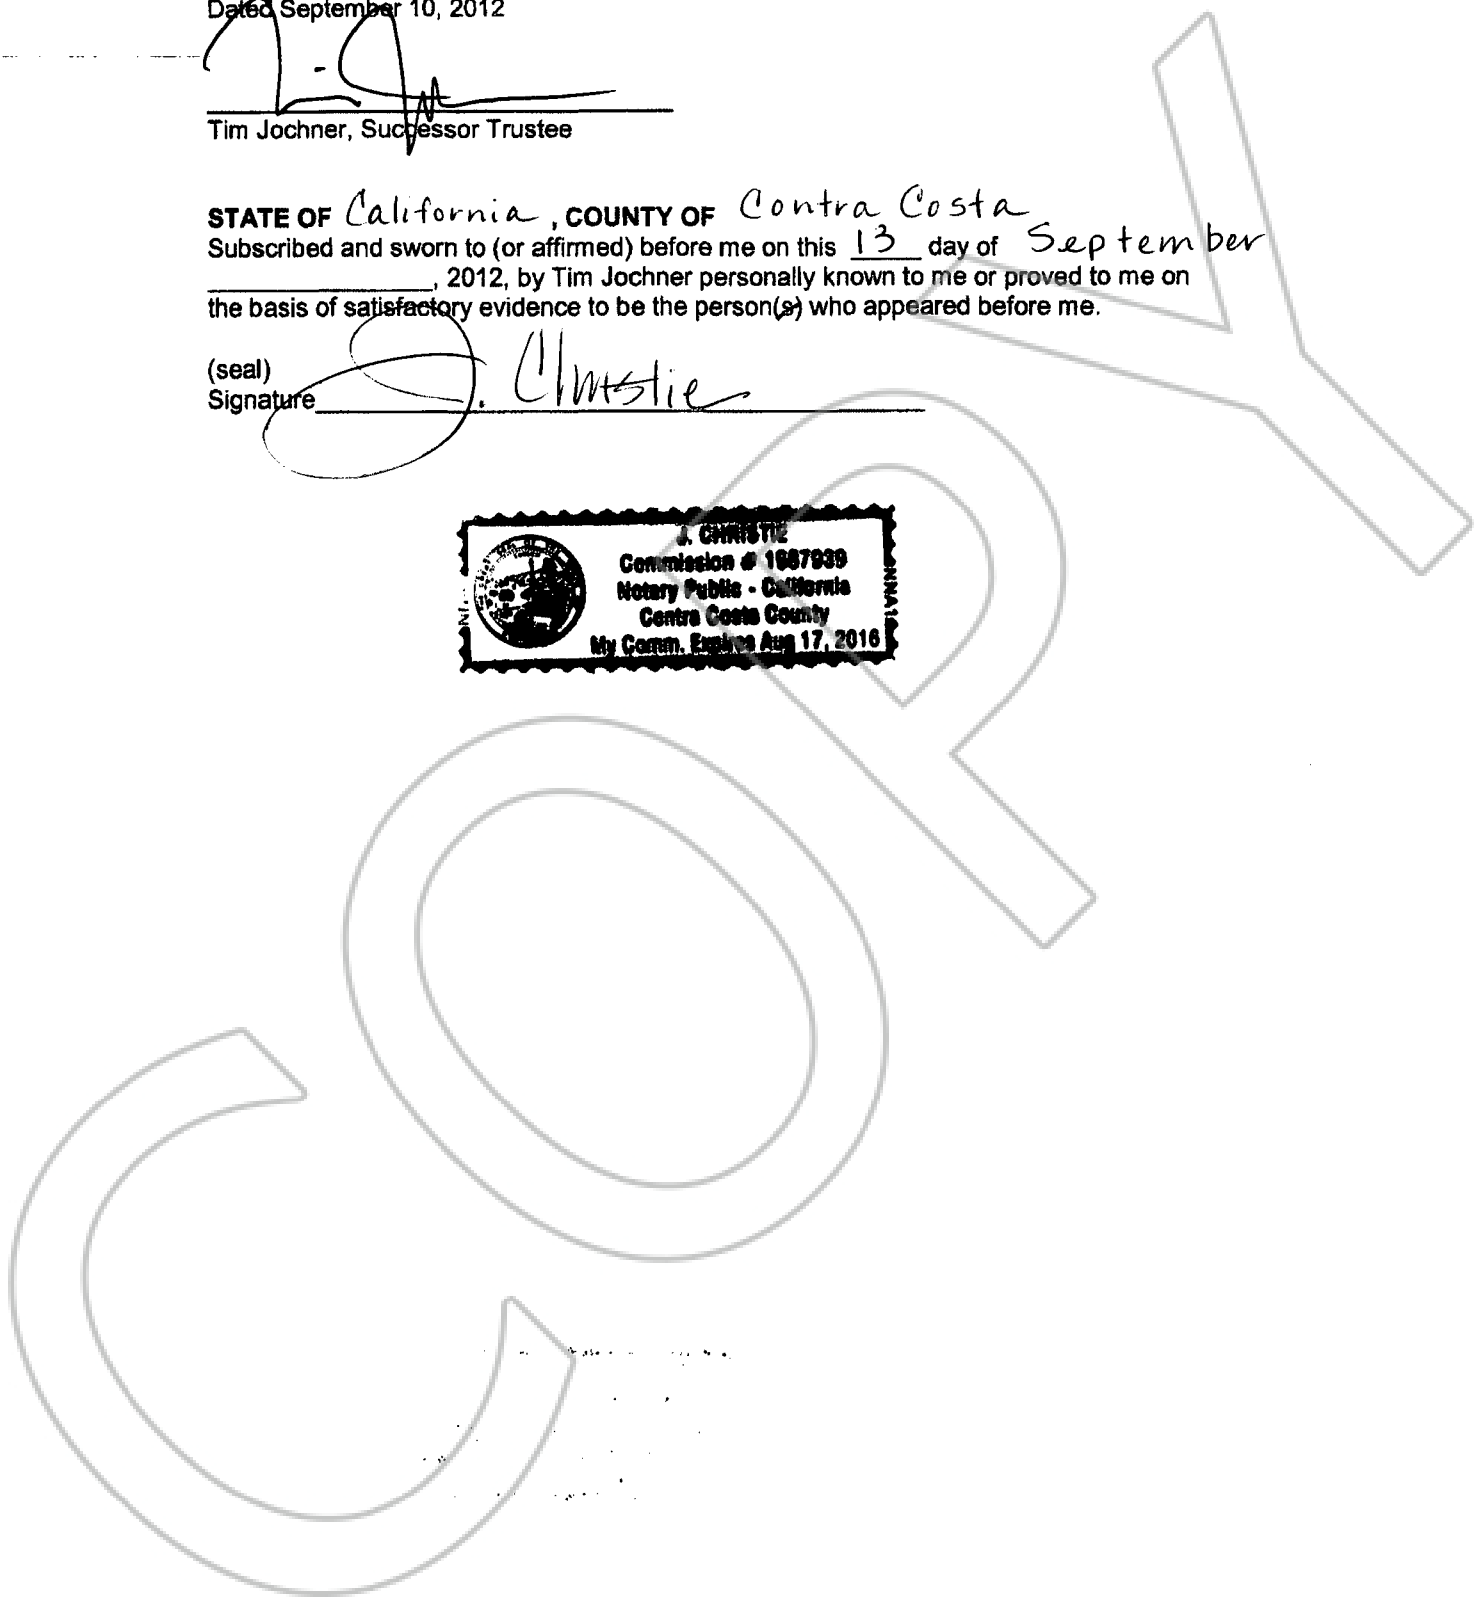 Dated September 10, 2012
Tim Jochner, Successor Trustee
STATE OF California, COUNTY OF Contra Costa
Subscribed and sworn to (or affirmed) before me on this 13 day of September
______________, 2012, by Tim Jochner personally known to me or proved to me on
the basis of satisfactory evidence to be the person(s) who appeared before me.
(seal)
Signature J. Christie
J. CHRISTIE
Commission # 1987939
Notary Public - California
Contra Costa County
My Comm. Expires Aug 17, 2016
COPY